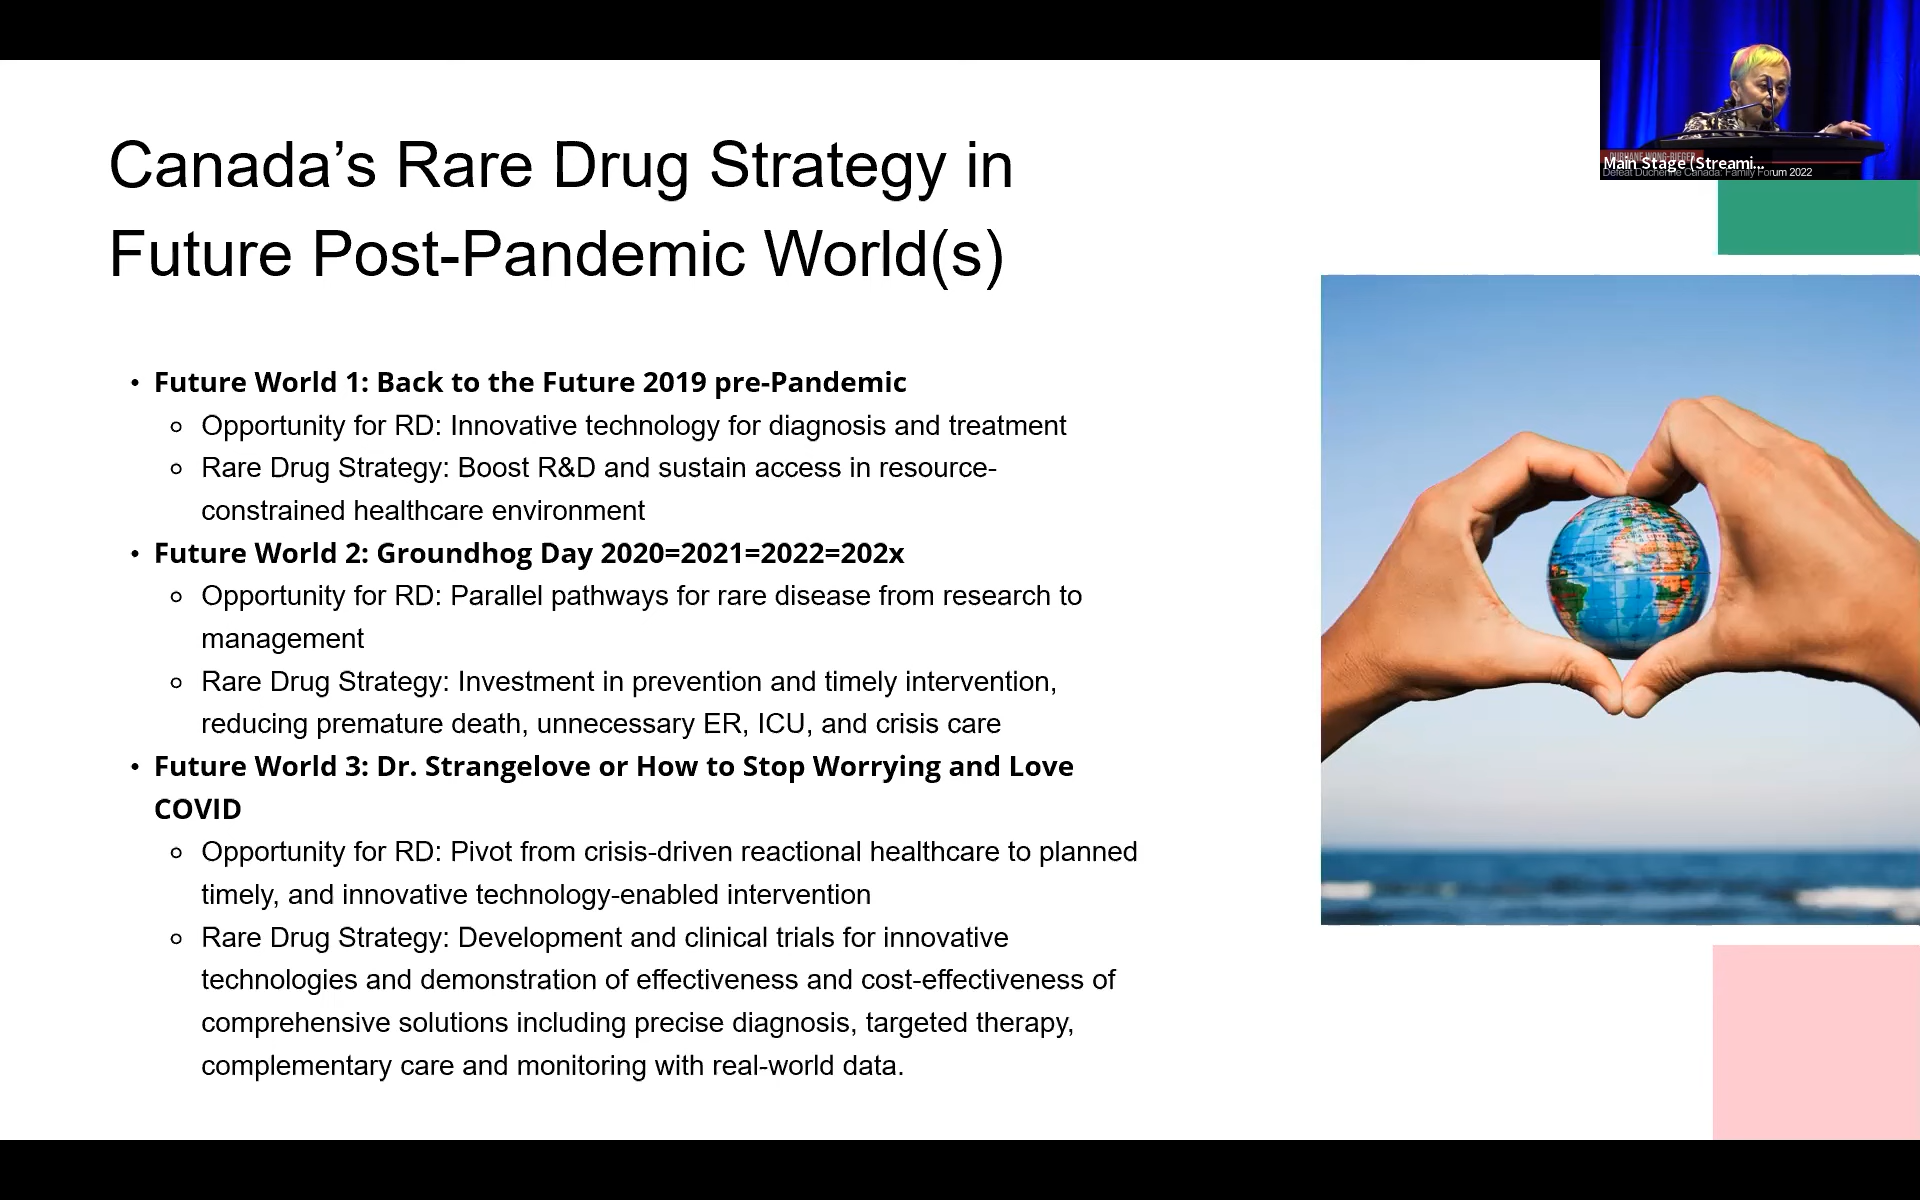 Canada’s Rare Drug Strategy in
Future Post-Pandemic World(s)
• Future World 1: Back to the Future 2019 pre-Pandemic
○ Opportunity for RD: Innovative technology for diagnosis and treatment
○ Rare Drug Strategy: Boost R&D and sustain access in resource-
constrained healthcare environment
• Future World 2: Groundhog Day 2020=2021=2022=202x
○ Opportunity for RD: Parallel pathways for rare disease from research to
management
○ Rare Drug Strategy: Investment in prevention and timely intervention,
reducing premature death, unnecessary ER, ICU, and crisis care
• Future World 3: Dr. Strangelove or How to Stop Worrying and Love
COVID
○ Opportunity for RD: Pivot from crisis-driven reactional healthcare to planned
timely, and innovative technology-enabled intervention
○ Rare Drug Strategy: Development and clinical trials for innovative
technologies and demonstration of effectiveness and cost-effectiveness of
comprehensive solutions including precise diagnosis, targeted therapy,
complementary care and monitoring with real-world data.
DURHANE WONG-RIEGER
Main Stage (Streami...
Defeat Duchenne Canada: Family Forum 2022